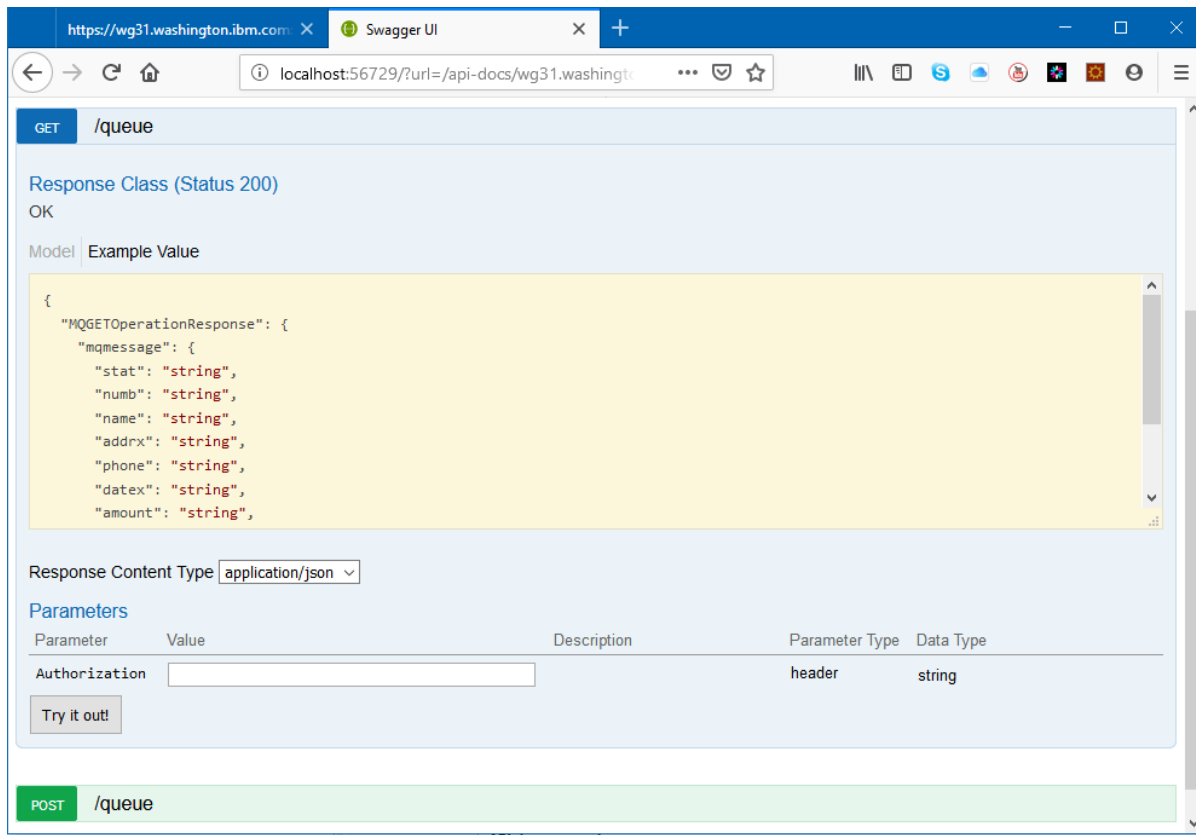 https://wg31.washington.ibm.com
Swagger UI
localhost:56729/?url=/api-docs/wg31.washingto
GET /queue
Response Class (Status 200)
OK
Model Example Value
{
"MQGETOperationResponse": {
"mqmessage": {
"stat": "string",
"numb": "string",
"name": "string",
"addrx": "string",
"phone": "string",
"datex": "string",
"amount": "string",
Response Content Type application/json
Parameters
Parameter Value Description Parameter Type Data Type
Authorization header string
Try it out!
POST /queue